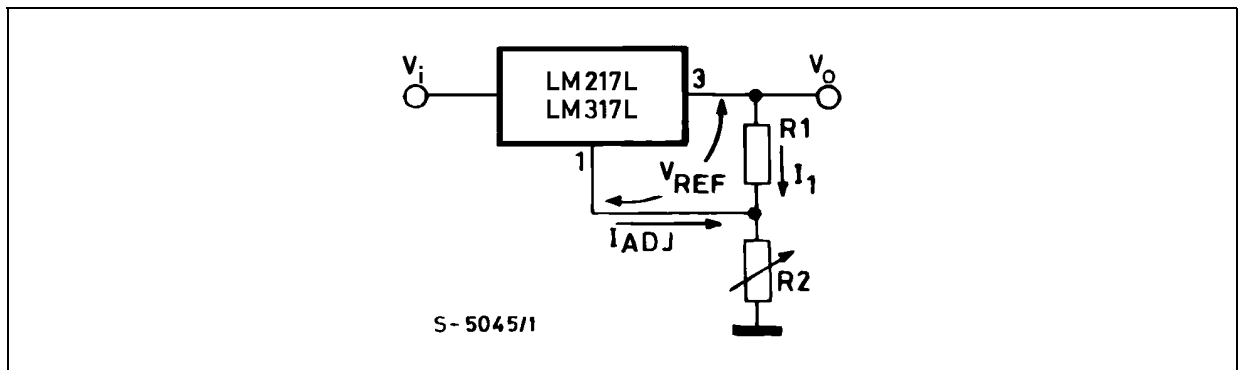 Vi
LM217L
LM317L
3
Vo
R1
1
VREF
I1
IADJ
R2
S-5045/1